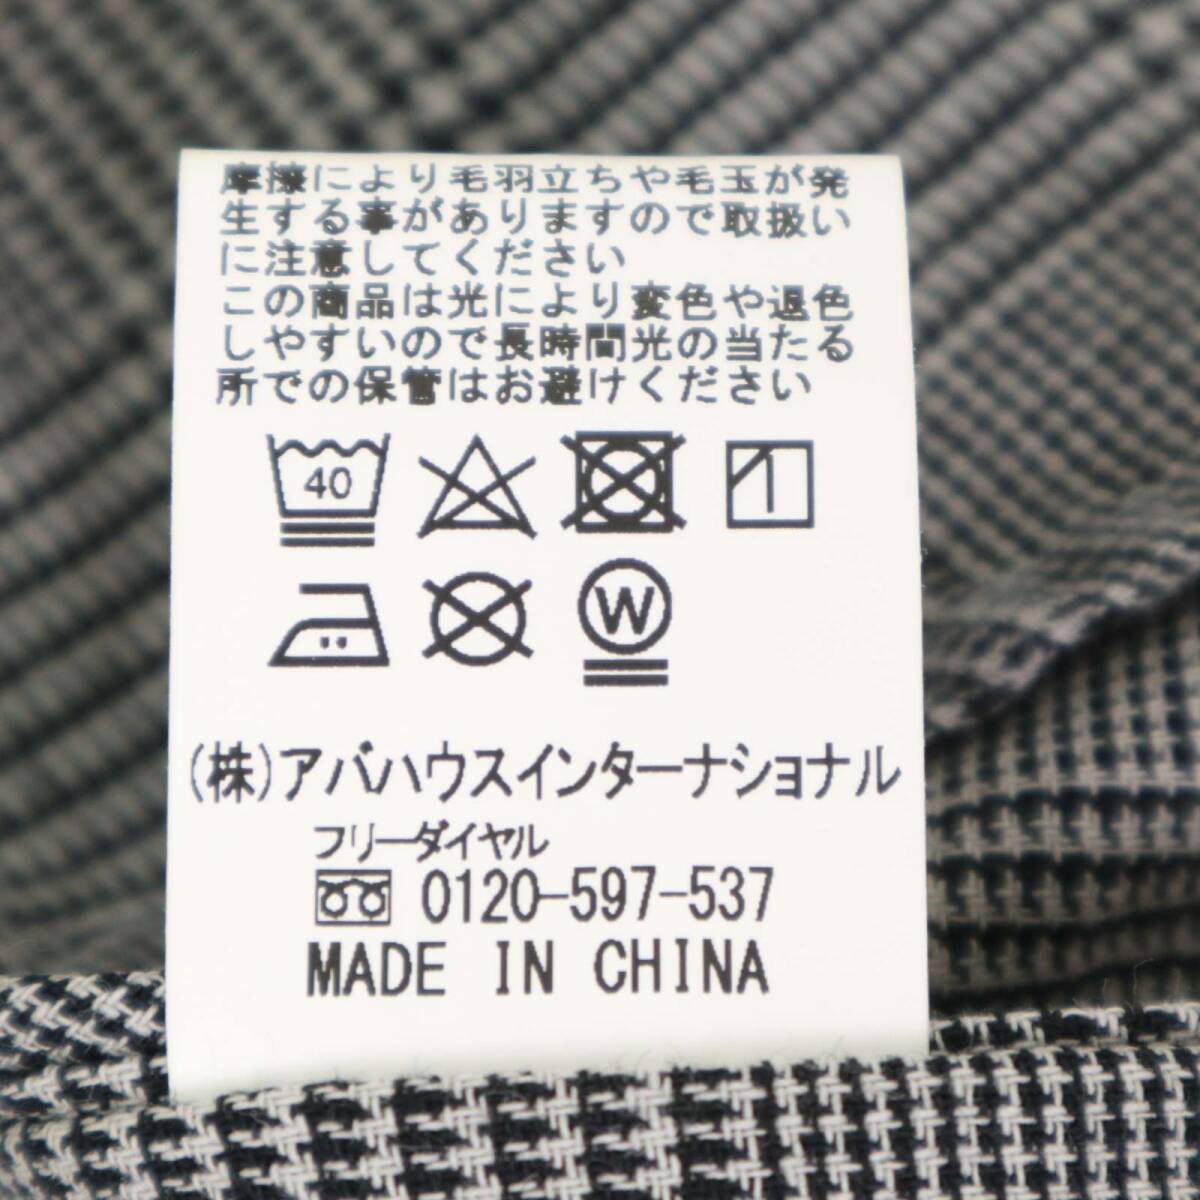 摩擦により毛羽立ちや毛玉が発
生する事がありますので取扱い
に注意してください
この商品は光により変色や退色
しやすいので長時間光の当たる
所での保管はお避けください
40
W
(株)アバハウスインターナショナル
フリーダイヤル
0120-597-537
MADE IN CHINA